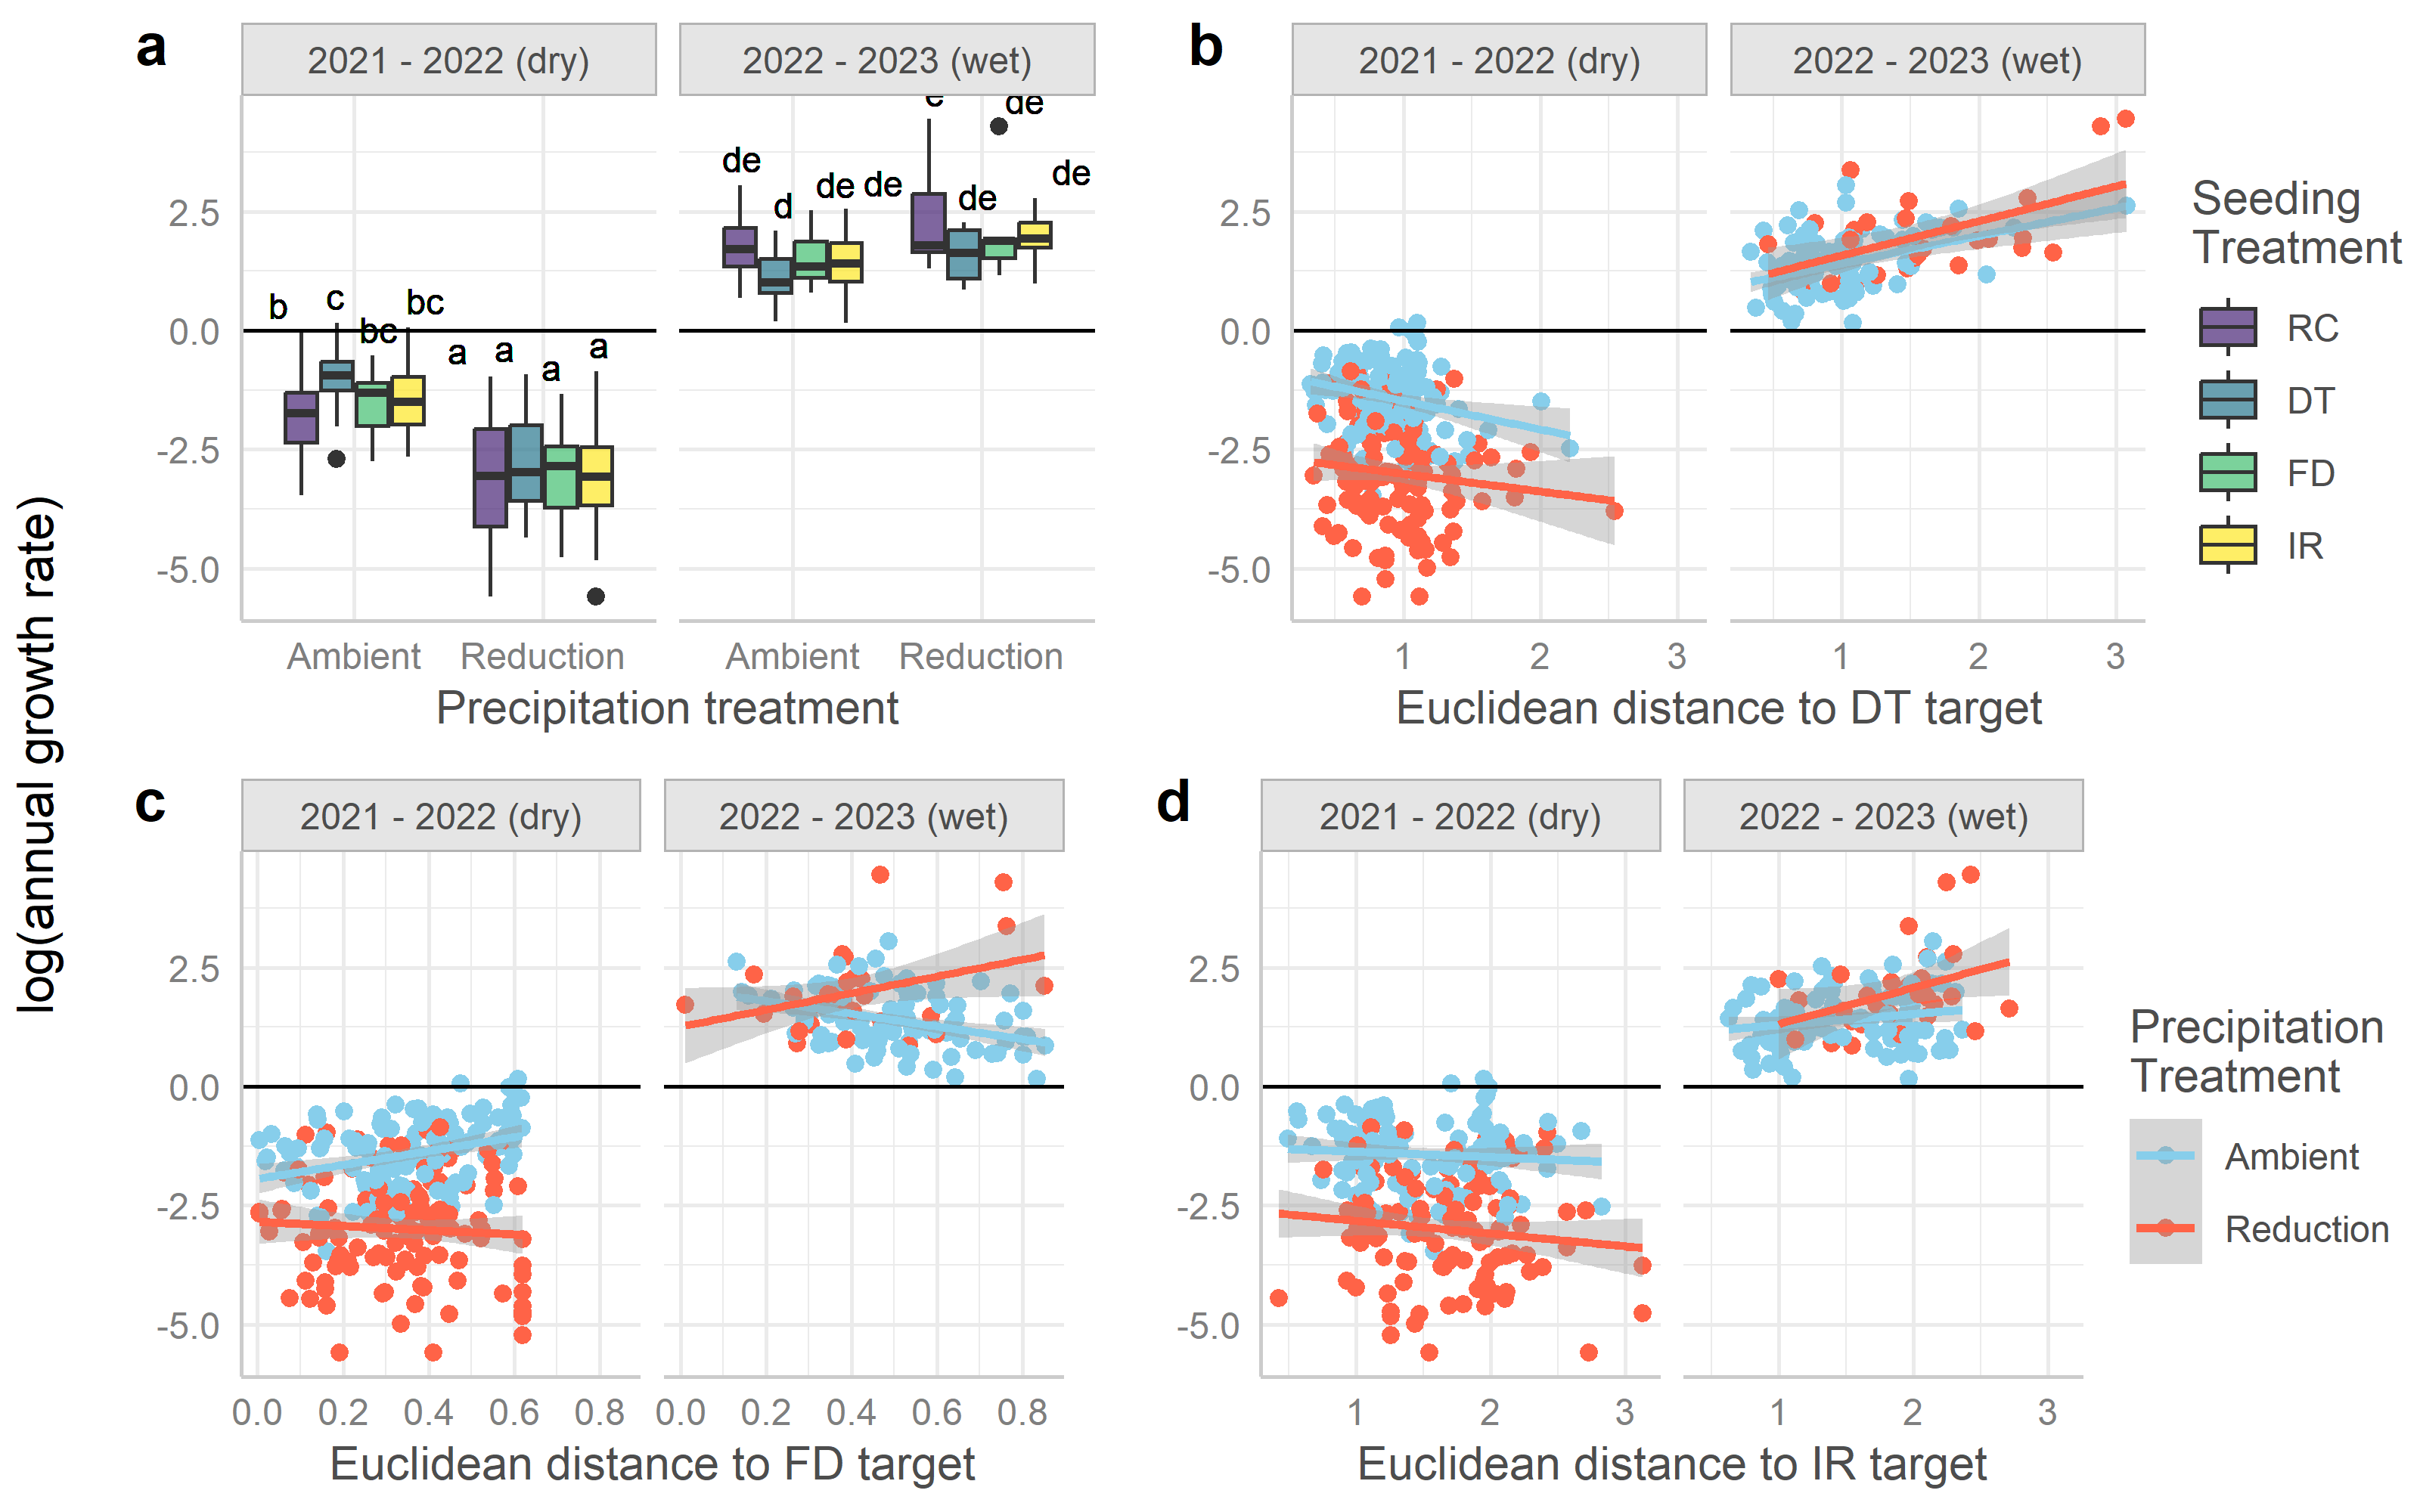 a
2021 - 2022 (dry)
2022 - 2023 (wet)
e
de
de
de
de
d
de
de
b
c
bc
bc
a
a
a
a
2.5
0.0
-2.5
-5.0
Ambient
Reduction
Ambient
Reduction
Precipitation treatment
b
2021 - 2022 (dry)
2022 - 2023 (wet)
2.5
0.0
-2.5
-5.0
1
2
3
1
2
3
Euclidean distance to DT target
Seeding
Treatment
RC
DT
FD
IR
log(annual growth rate)
c
2021 - 2022 (dry)
2022 - 2023 (wet)
2.5
0.0
-2.5
-5.0
0.0
0.2
0.4
0.6
0.8
0.0
0.2
0.4
0.6
0.8
Euclidean distance to FD target
d
2021 - 2022 (dry)
2022 - 2023 (wet)
2.5
0.0
-2.5
-5.0
1
2
3
1
2
3
Euclidean distance to IR target
Precipitation
Treatment
Ambient
Reduction